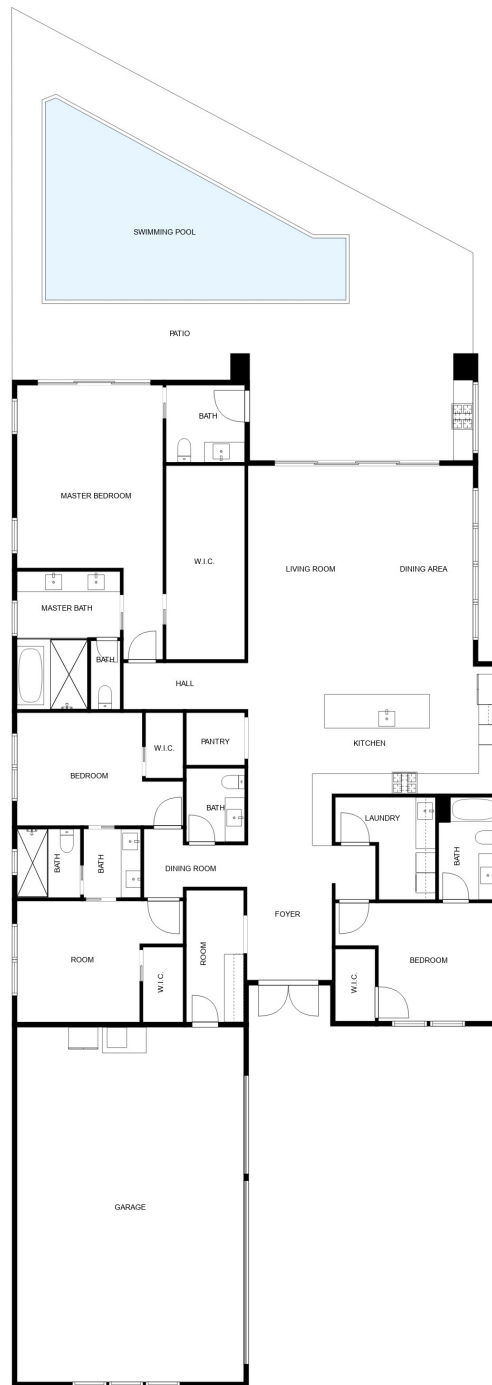 SWIMMING POOL
PATIO
BATH
MASTER BEDROOM
W.I.C.
LIVING ROOM
DINING AREA
MASTER BATH
BATH
HALL
W.I.C.
PANTRY
KITCHEN
BEDROOM
BATH
LAUNDRY
BATH
BATH
BATH
DINING ROOM
FOYER
ROOM
ROOM
BEDROOM
W.I.C.
W.I.C.
GARAGE